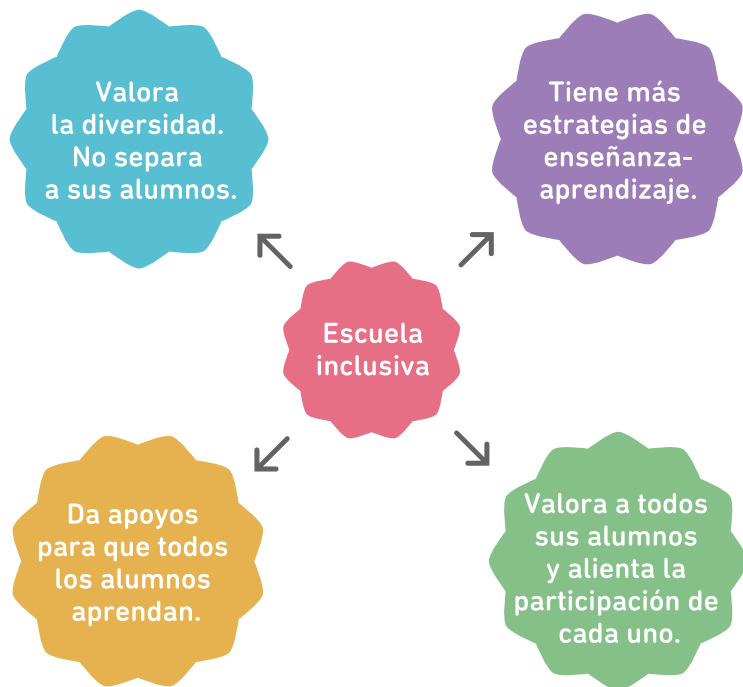 Valora
la diversidad.
No separa
a sus alumnos.
Tiene más
estrategias de
enseñanza-
aprendizaje.
Escuela
inclusiva
Da apoyos
para que todos
los alumnos
aprendan.
Valora a todos
sus alumnos
y alienta la
participación de
cada uno.